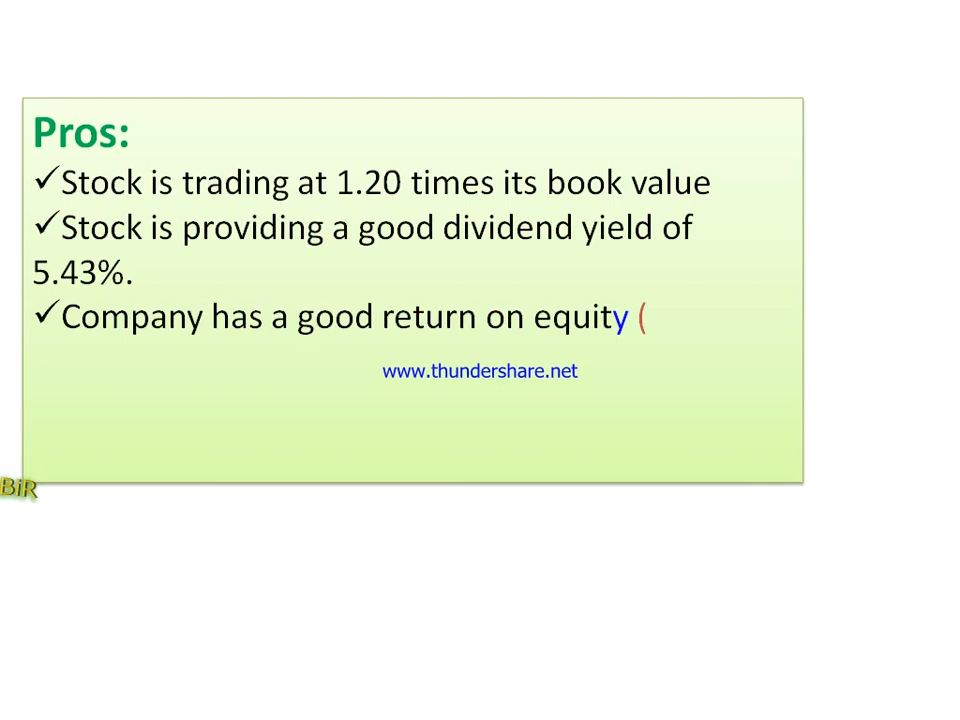 Pros:
✓Stock is trading at 1.20 times its book value
✓Stock is providing a good dividend yield of
5.43%.
✓Company has a good return on equity (
www.thundershare.net
BiR